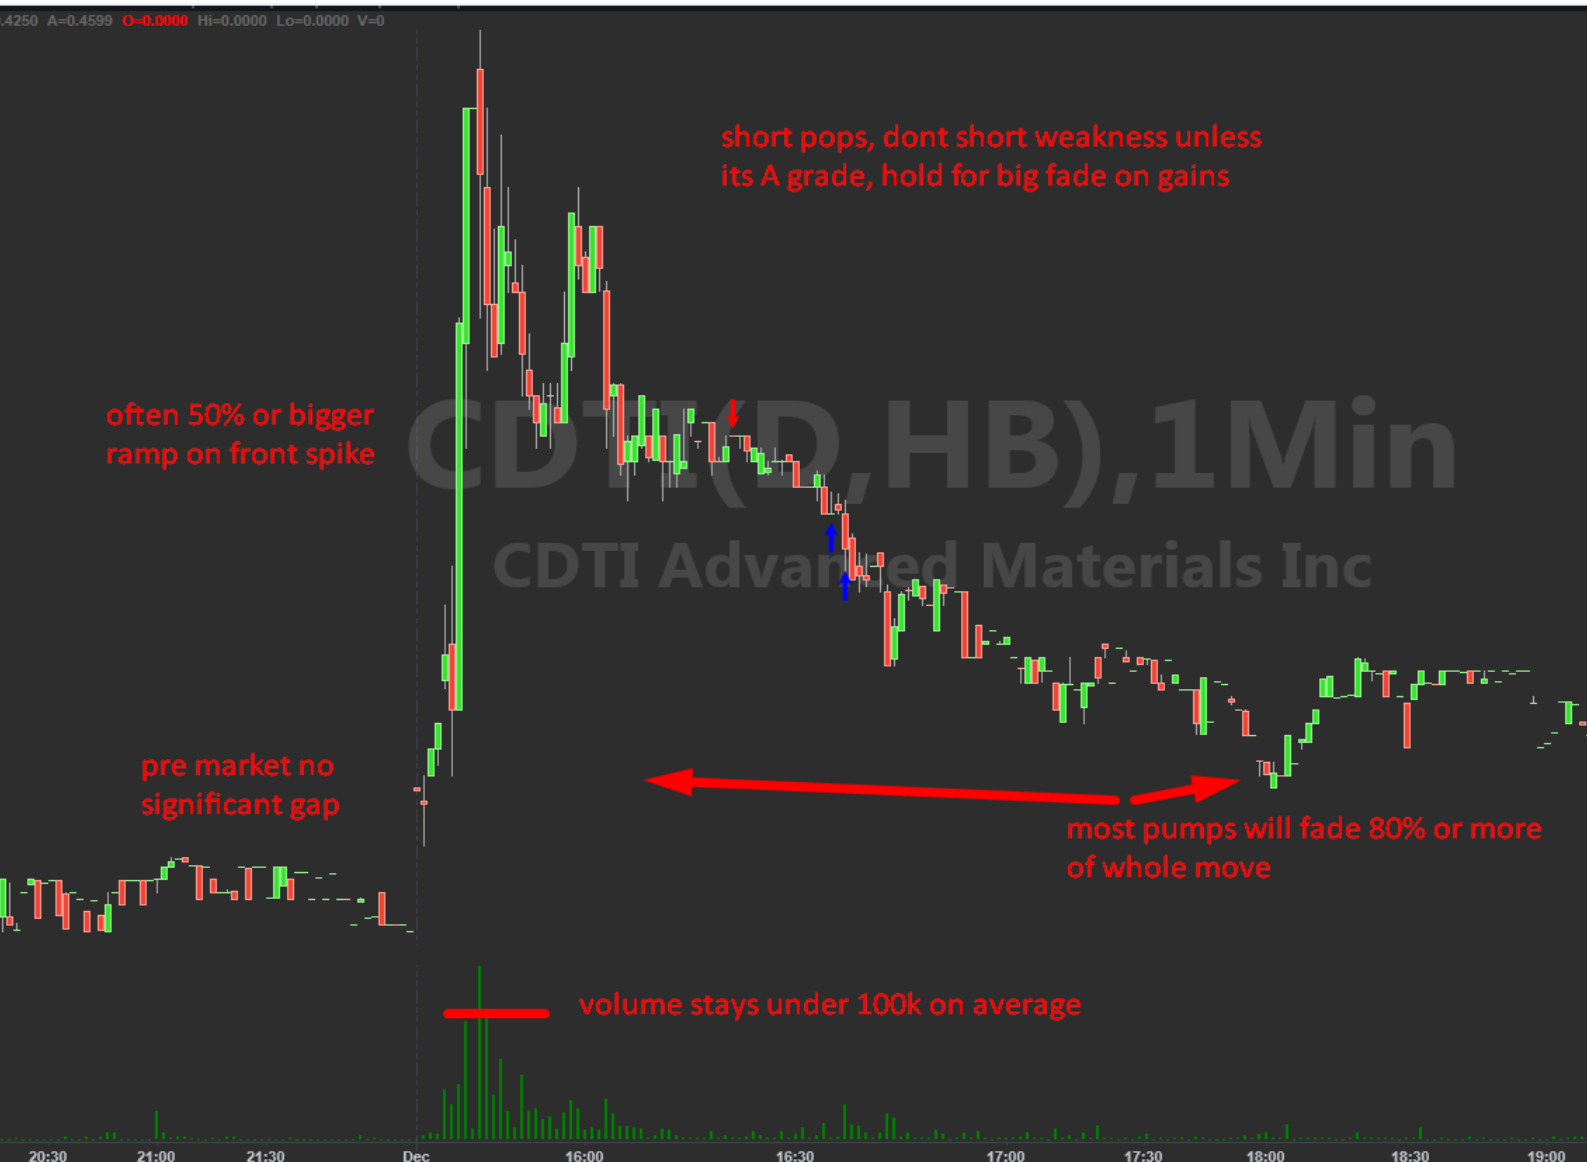 .4250 A=0.4599 O=0.0000 Hi=0.0000 Lo=0.0000 V=0
short pops, dont short weakness unless
its A grade, hold for big fade on gains
often 50% or bigger
ramp on front spike
CDTI(D,HB),1Min
CDTI Advanced Materials Inc
pre market no
significant gap
most pumps will fade 80% or more
of whole move
volume stays under 100k on average
20:30 21:00 21:30 Dec 16:00 16:30 17:00 17:30 18:00 18:30 19:00